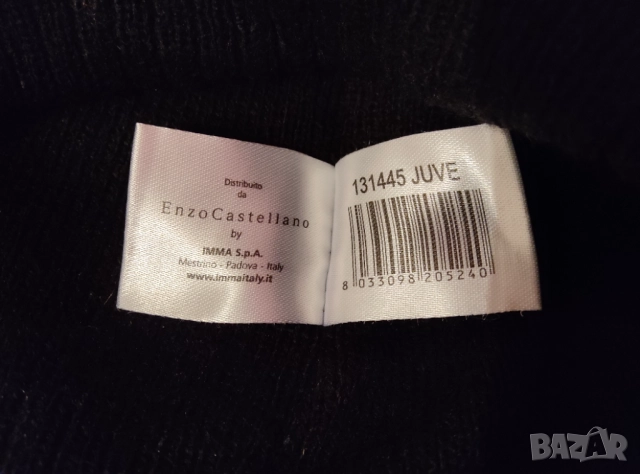 Distribuito
da
EnzoCastellano
by
IMMA S.p.A.
Mestrino - Padova - Italy
www.immaitaly.it
131445 JUVE
8 033098 205240
BAZAR